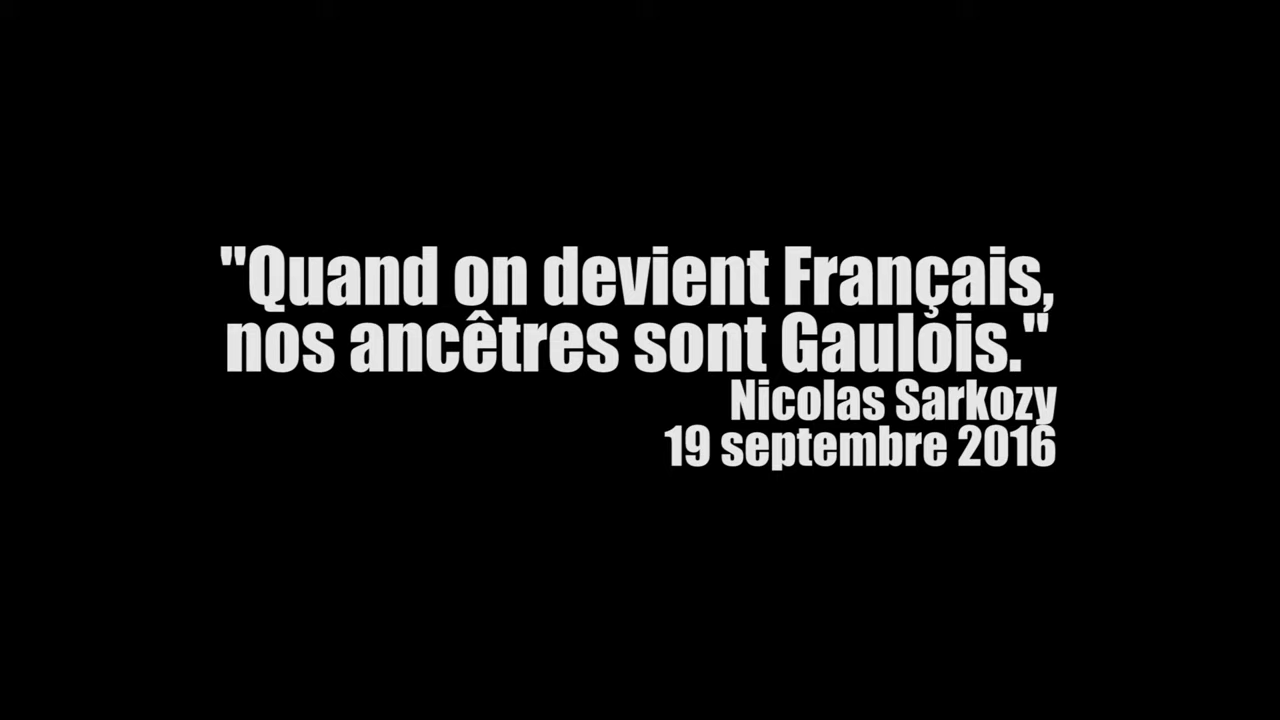 "Quand on devient Français,
nos ancêtres sont Gaulois."
Nicolas Sarkozy
19 septembre 2016